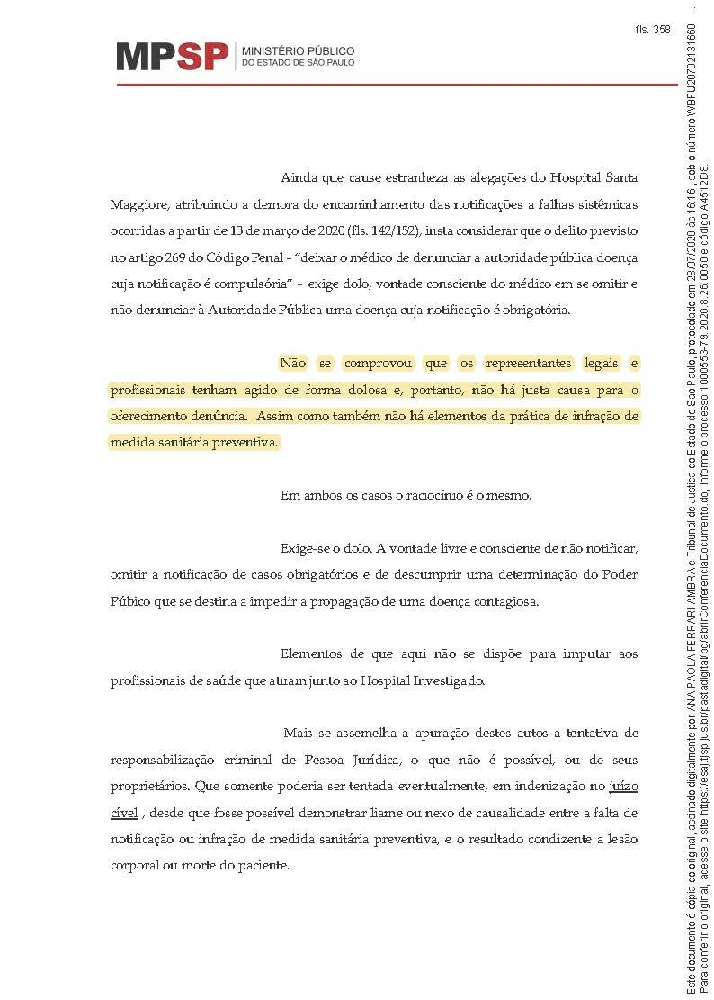 fls. 358
MPSP MINISTÉRIO PÚBLICO
DO ESTADO DE SÃO PAULO
Ainda que cause estranheza as alegações do Hospital Santa
Maggiore, atribuindo a demora do encaminhamento das notificações a falhas sistêmicas
ocorridas a partir de 13 de março de 2020 (fls. 142/152), insta considerar que o delito previsto
no artigo 269 do Código Penal - “deixar o médico de denunciar a autoridade pública doença
cuja notificação é compulsória” – exige dolo, vontade consciente do médico em se omitir e
não denunciar à Autoridade Pública uma doença cuja notificação é obrigatória.
Não se comprovou que os representantes legais e
profissionais tenham agido de forma dolosa e, portanto, não há justa causa para o
oferecimento denúncia. Assim como também não há elementos da prática de infração de
medida sanitária preventiva.
Em ambos os casos o raciocínio é o mesmo.
Exige-se o dolo. A vontade livre e consciente de não notificar,
omitir a notificação de casos obrigatórios e de descumprir uma determinação do Poder
Púbico que se destina a impedir a propagação de uma doença contagiosa.
Elementos de que aqui não se dispõe para imputar aos
profissionais de saúde que atuam junto ao Hospital Investigado.
Mais se assemelha a apuração destes autos a tentativa de
responsabilização criminal de Pessoa Jurídica, o que não é possível, ou de seus
proprietários. Que somente poderia ser tentada eventualmente, em indenização no juízo
cível , desde que fosse possível demonstrar liame ou nexo de causalidade entre a falta de
notificação ou infração de medida sanitária preventiva, e o resultado condizente a lesão
corporal ou morte do paciente.
Este documento é cópia do original, assinado digitalmente por ANA PAOLA FERRARI AMBRA e Tribunal de Justica do Estado de Sao Paulo, protocolado em 28/07/2020 às 16:16 , sob o número WBFU20702131660 .
Para conferir o original, acesse o site https://esaj.tjsp.jus.br/pastadigital/pg/abrirConferenciaDocumento.do, informe o processo 1000553-79.2020.8.26.0050 e código A4512D8.